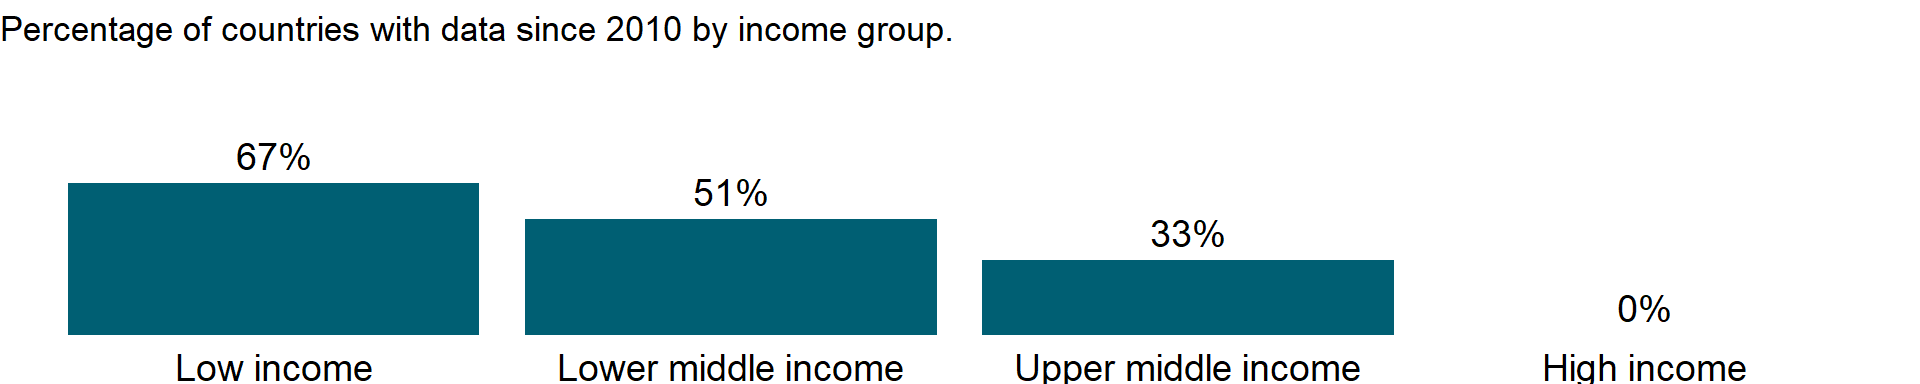 Percentage of countries with data since 2010 by income group.
67%
51%
33%
0%
Low income
Lower middle income
Upper middle income
High income